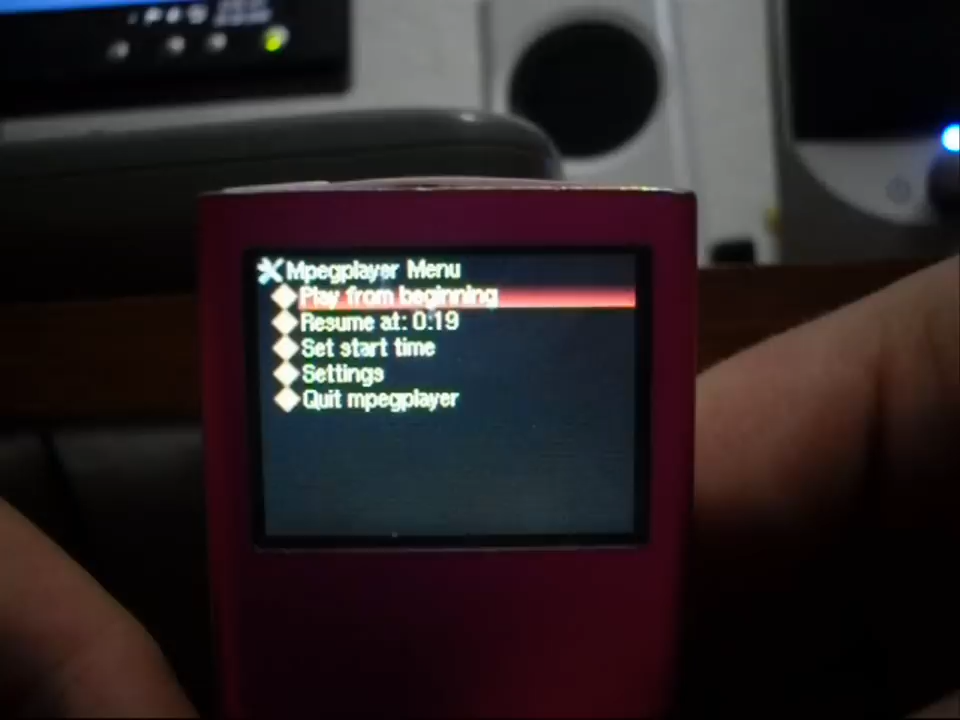 Mpegplayer Menu
Play from beginning
Resume at: 0:19
Set start time
Settings
Quit mpegplayer